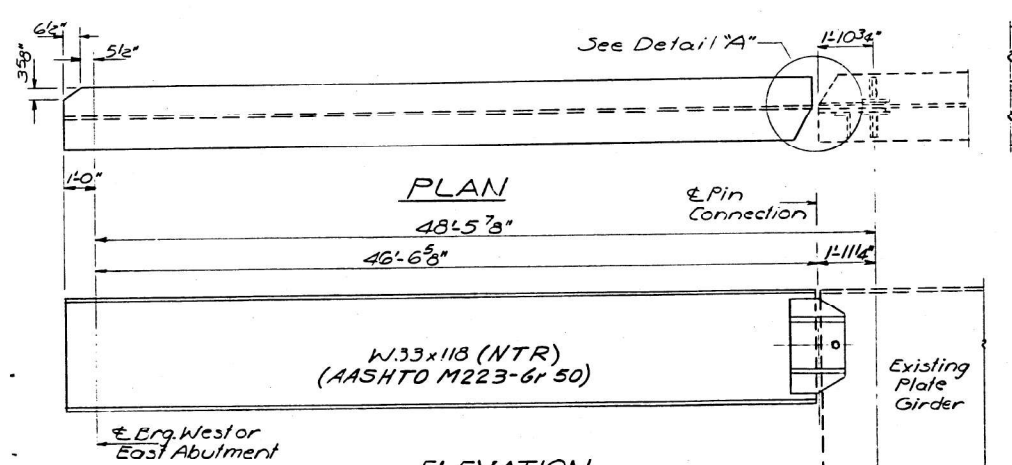 6½"
5½"
3⅝"
See Detail "A"
1'-10¾"
1'-0"
PLAN
℄ Pin
Connection
48'-5⅞"
46'-6⅝"
1'-11¼"
W.33x118 (NTR)
(AASHTO M223-Gr 50)
Existing
Plate
Girder
℄ Brg. West or
East Abutment
ELEVATION